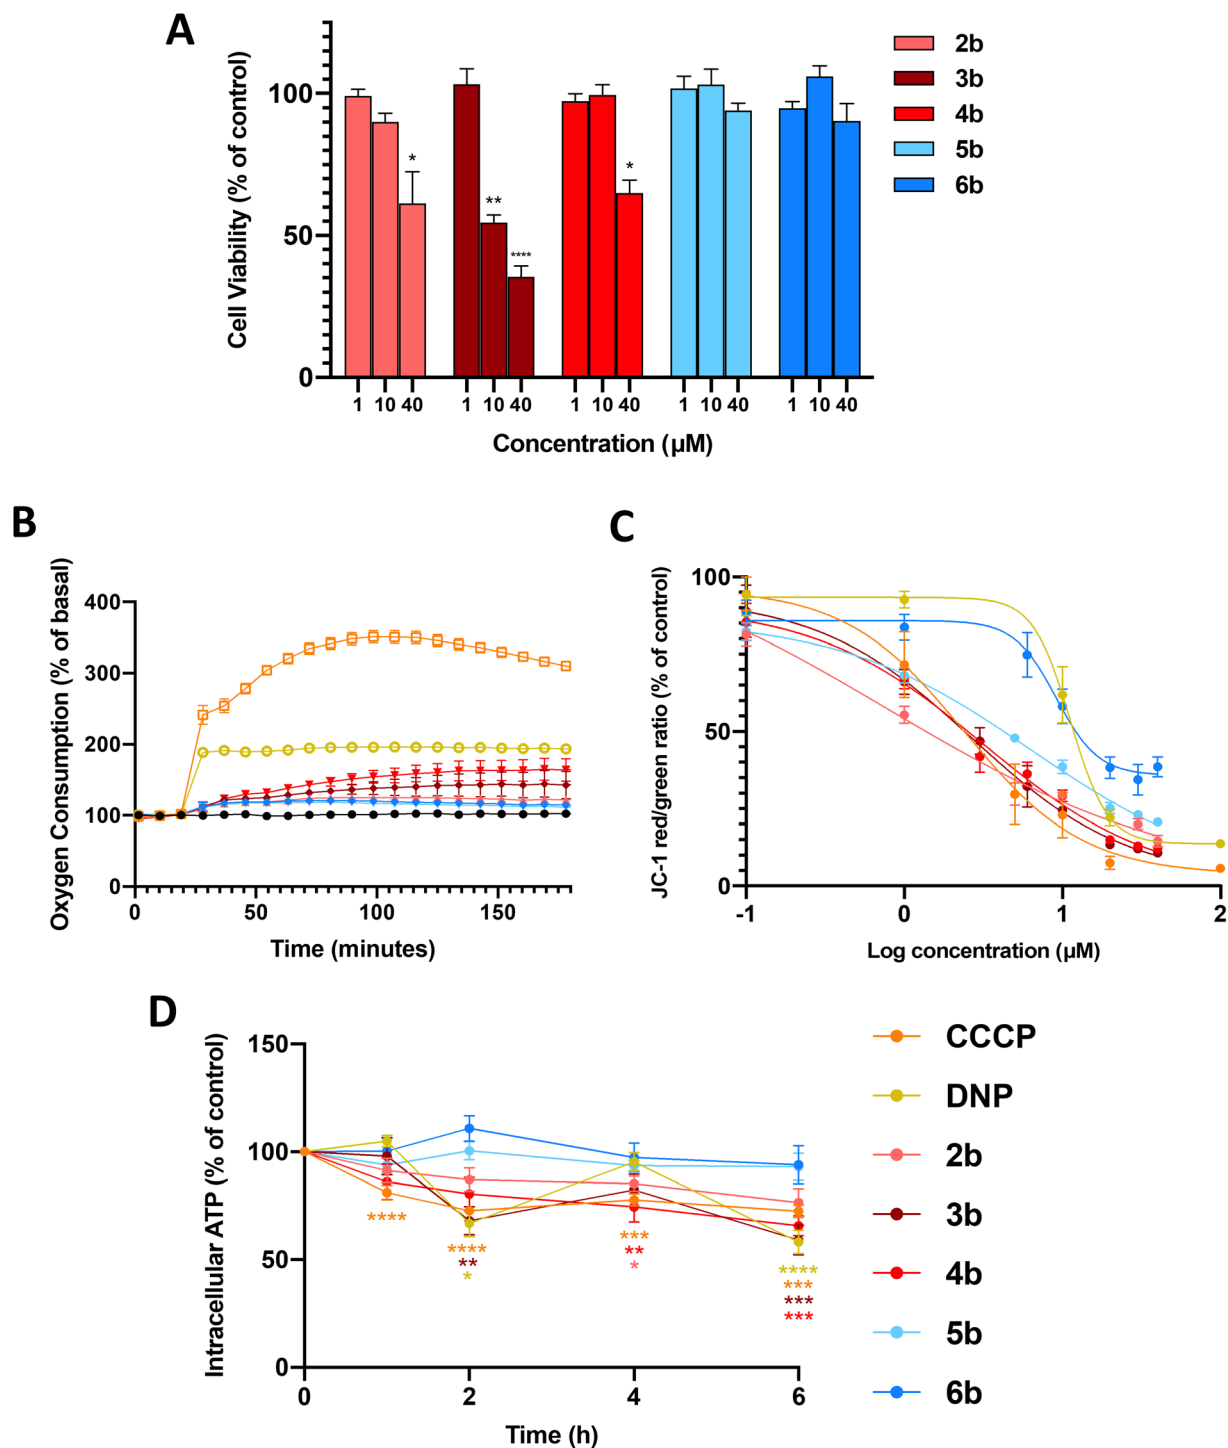 A
Cell Viability (% of control)
100
50
0
*
**
****
*
1 10 40 1 10 40 1 10 40 1 10 40 1 10 40
Concentration (µM)
2b
3b
4b
5b
6b
B
Oxygen Consumption (% of basal)
400
300
200
100
0
0 50 100 150
Time (minutes)
C
JC-1 red/green ratio (% of control)
100
50
0
-1 0 1 2
Log concentration (µM)
D
Intracellular ATP (% of control)
150
100
50
0
****
****
**
*
***
**
*
****
***
***
***
0 2 4 6
Time (h)
CCCP
DNP
2b
3b
4b
5b
6b